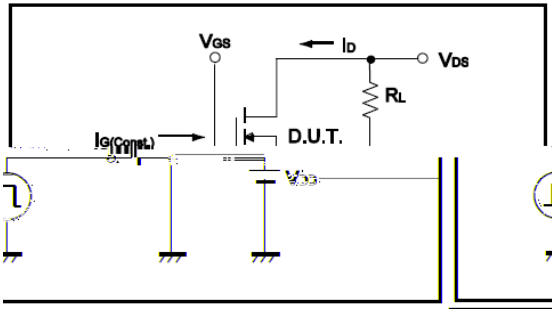 VGS
ID
VDS
RL
IG(Const.)
D.U.T.
VDD